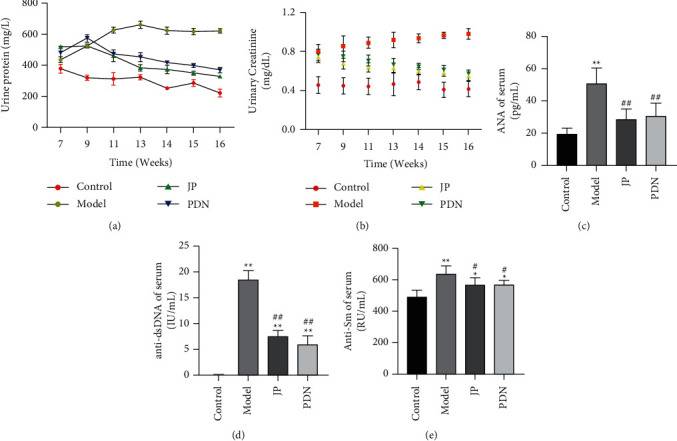 Urine protein (mg/L)
800
600
400
200
0
7 9 11 13 14 15 16
Time (Weeks)
Control
JP
Model
PDN
(a)
Urinary Creatinine
(mg/dL)
1.2
0.8
0.4
0.0
7 9 11 13 14 15 16
Time (Weeks)
Control
JP
Model
PDN
(b)
ANA of serum
(pg/mL)
80
60
40
20
0
**
##
##
Control
Model
JP
PDN
(c)
anti-dsDNA of serum
(IU/mL)
25
20
15
10
5
0
**
##
**
##
**
Control
Model
JP
PDN
(d)
Anti-Sm of serum
(RU/mL)
800
600
400
200
0
**
#
*
#
*
Control
Model
JP
PDN
(e)